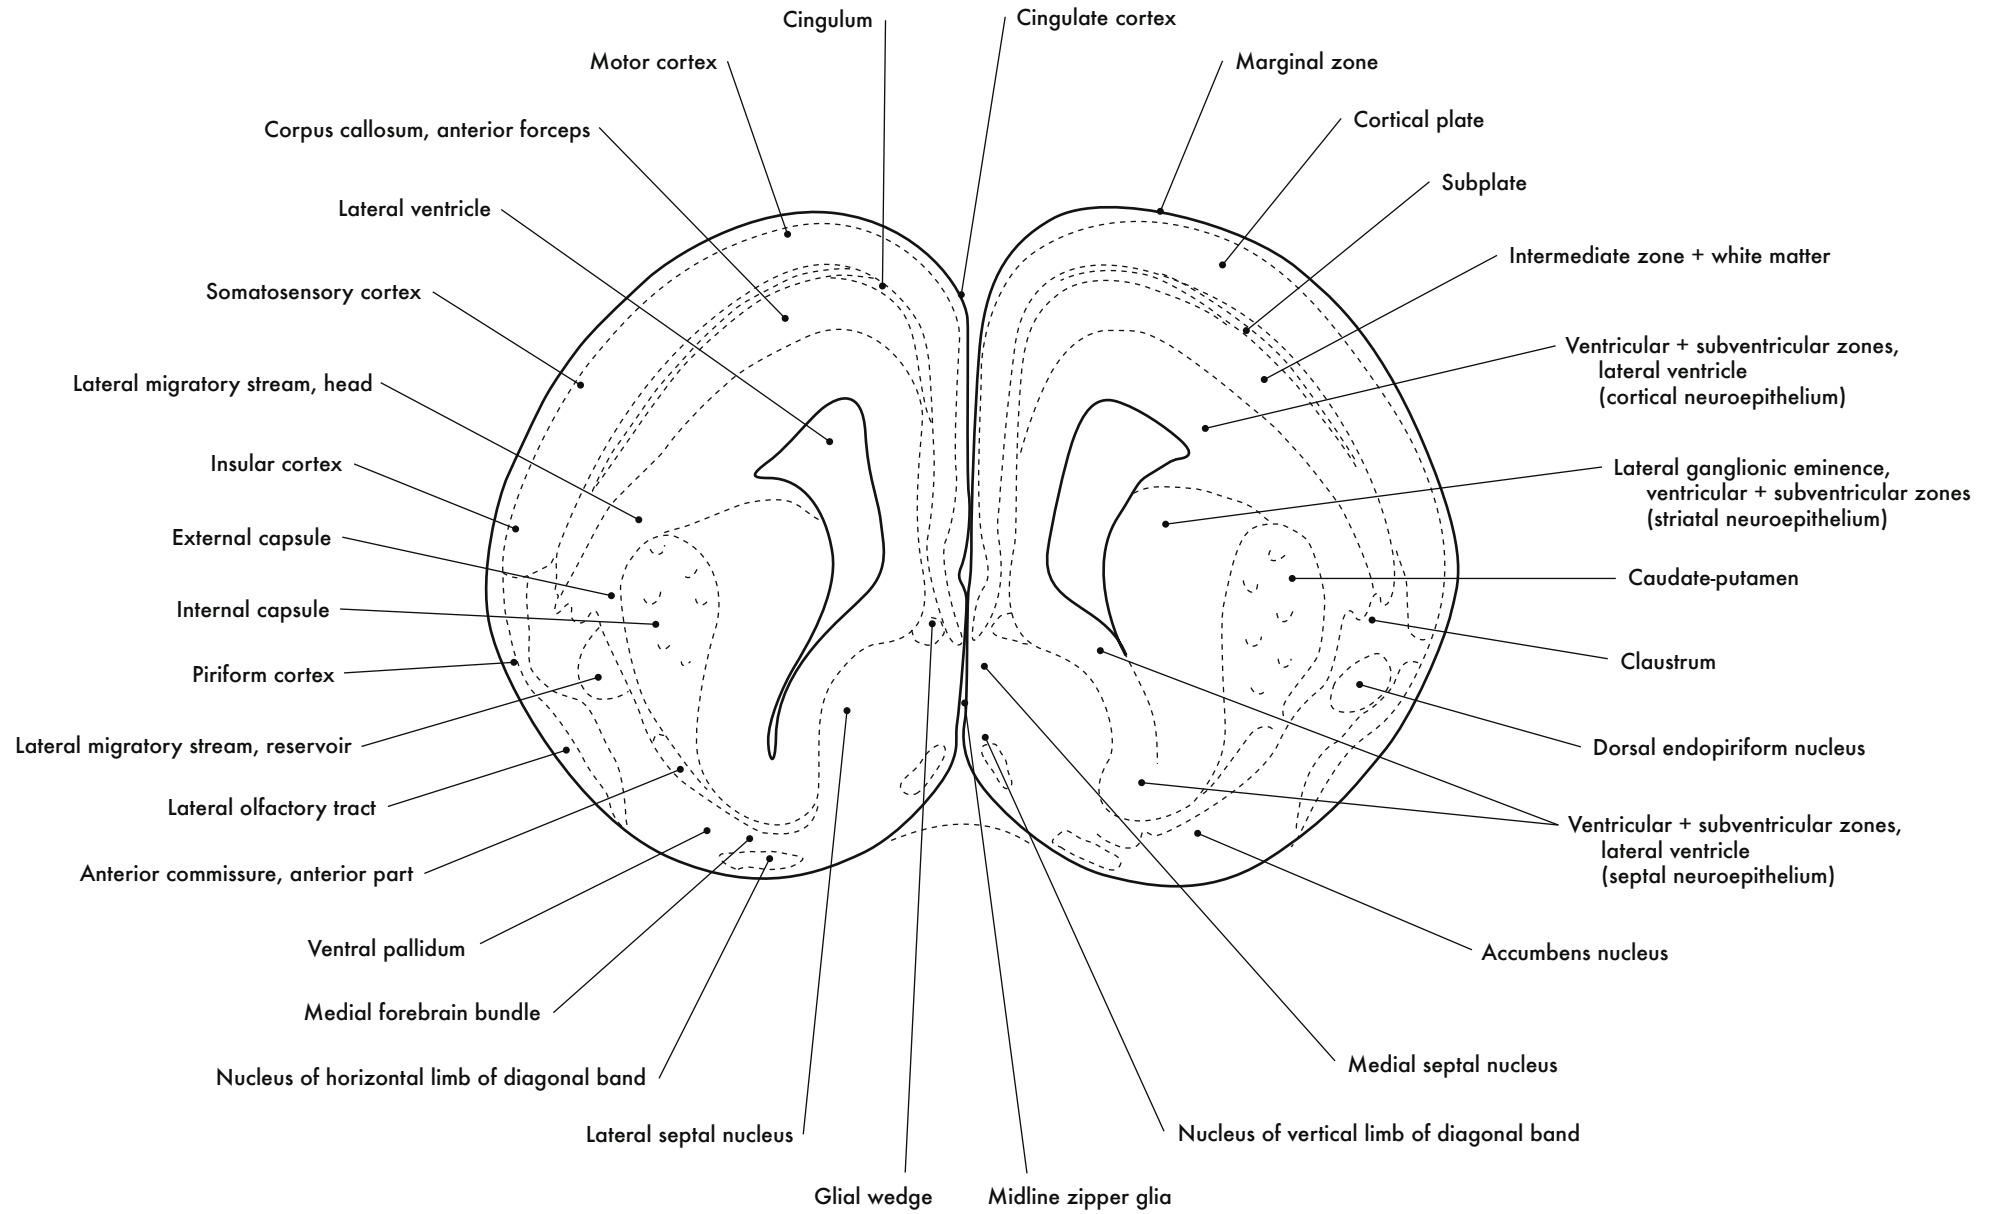 Cingulum
Cingulate cortex
Motor cortex
Marginal zone
Corpus callosum, anterior forceps
Cortical plate
Lateral ventricle
Subplate
Somatosensory cortex
Intermediate zone + white matter
Lateral migratory stream, head
Ventricular + subventricular zones,
lateral ventricle
(cortical neuroepithelium)
Insular cortex
Lateral ganglionic eminence,
ventricular + subventricular zones
(striatal neuroepithelium)
External capsule
Caudate-putamen
Internal capsule
Claustrum
Piriform cortex
Lateral migratory stream, reservoir
Dorsal endopiriform nucleus
Lateral olfactory tract
Ventricular + subventricular zones,
lateral ventricle
(septal neuroepithelium)
Anterior commissure, anterior part
Ventral pallidum
Accumbens nucleus
Medial forebrain bundle
Nucleus of horizontal limb of diagonal band
Medial septal nucleus
Lateral septal nucleus
Nucleus of vertical limb of diagonal band
Glial wedge
Midline zipper glia